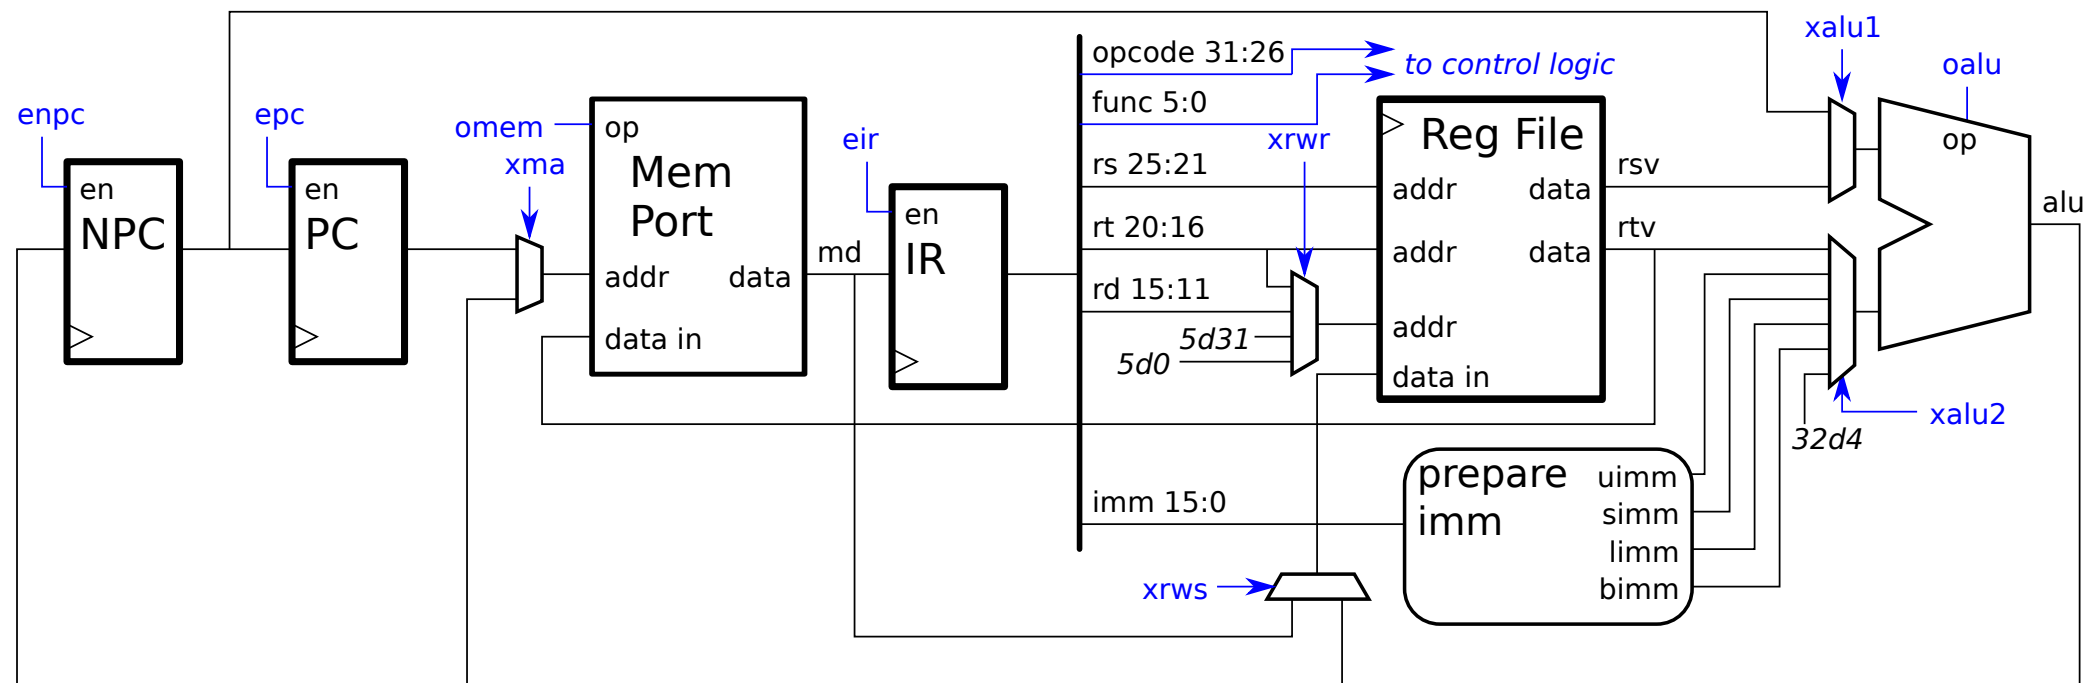 enpc
en
NPC
epc
en
PC
omem
xma
op
Mem
Port
addr
data
data in
md
eir
en
IR
opcode 31:26
func 5:0
to control logic
rs 25:21
xrwr
rt 20:16
rd 15:11
5d31
5d0
Reg File
addr
data
addr
data
addr
data in
rsv
rtv
imm 15:0
xrws
prepare
imm
uimm
simm
limm
bimm
xalu1
oalu
op
alu
xalu2
32d4